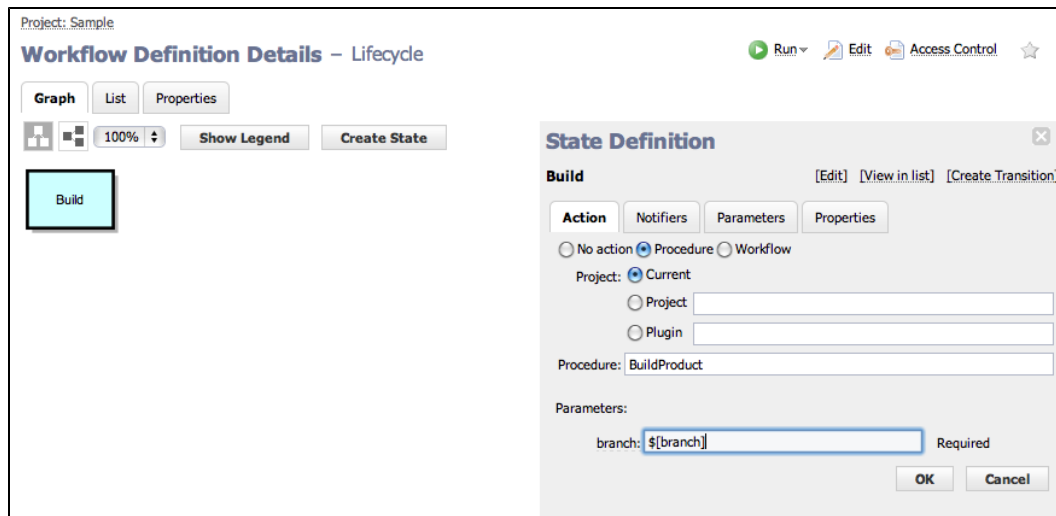 Project: Sample
Workflow Definition Details – Lifecycle
Run Edit Access Control
Graph List Properties
100% Show Legend Create State
Build
State Definition
Build [Edit] [View in list] [Create Transition]
Action Notifiers Parameters Properties
No action Procedure Workflow
Project: Current
Project
Plugin
Procedure: BuildProduct
Parameters:
branch: $[branch] Required
OK Cancel